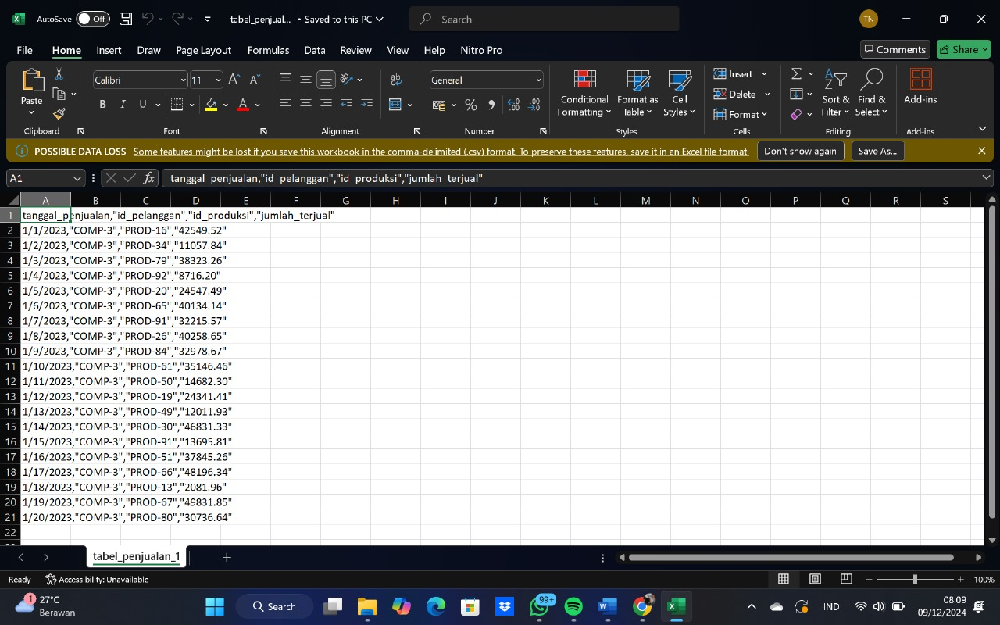 AutoSave Off tabel_penjual... • Saved to this PC Search TN
File Home Insert Draw Page Layout Formulas Data Review View Help Nitro Pro Comments Share
Paste Calibri 11 General Conditional Formatting Format as Table Cell Styles Insert Delete Format Sort & Filter Find & Select Add-ins
Clipboard Font Alignment Number Styles Cells Editing Add-ins
POSSIBLE DATA LOSS Some features might be lost if you save this workbook in the comma-delimited (.csv) format. To preserve these features, save it in an Excel file format. Don't show again Save As...
A1 fx tanggal_penjualan,"id_pelanggan","id_produksi","jumlah_terjual"
A B C D E F G H I J K L M N O P Q R S
1 tanggal_penjualan,"id_pelanggan","id_produksi","jumlah_terjual"
2 1/1/2023,"COMP-3","PROD-16","42549.52"
3 1/2/2023,"COMP-3","PROD-34","11057.84"
4 1/3/2023,"COMP-3","PROD-79","38323.26"
5 1/4/2023,"COMP-3","PROD-92","8716.20"
6 1/5/2023,"COMP-3","PROD-20","24547.49"
7 1/6/2023,"COMP-3","PROD-65","40134.14"
8 1/7/2023,"COMP-3","PROD-91","32215.57"
9 1/8/2023,"COMP-3","PROD-26","40258.65"
10 1/9/2023,"COMP-3","PROD-84","32978.67"
11 1/10/2023,"COMP-3","PROD-61","35146.46"
12 1/11/2023,"COMP-3","PROD-50","14682.30"
13 1/12/2023,"COMP-3","PROD-19","24341.41"
14 1/13/2023,"COMP-3","PROD-49","12011.93"
15 1/14/2023,"COMP-3","PROD-30","46831.33"
16 1/15/2023,"COMP-3","PROD-91","13695.81"
17 1/16/2023,"COMP-3","PROD-51","37845.26"
18 1/17/2023,"COMP-3","PROD-66","48196.34"
19 1/18/2023,"COMP-3","PROD-13","2081.96"
20 1/19/2023,"COMP-3","PROD-67","49831.85"
21 1/20/2023,"COMP-3","PROD-80","30736.64"
22
tabel_penjualan_1
Ready Accessibility: Unavailable 100%
1 27°C Berawan Search 99+ IND 08:09 09/12/2024